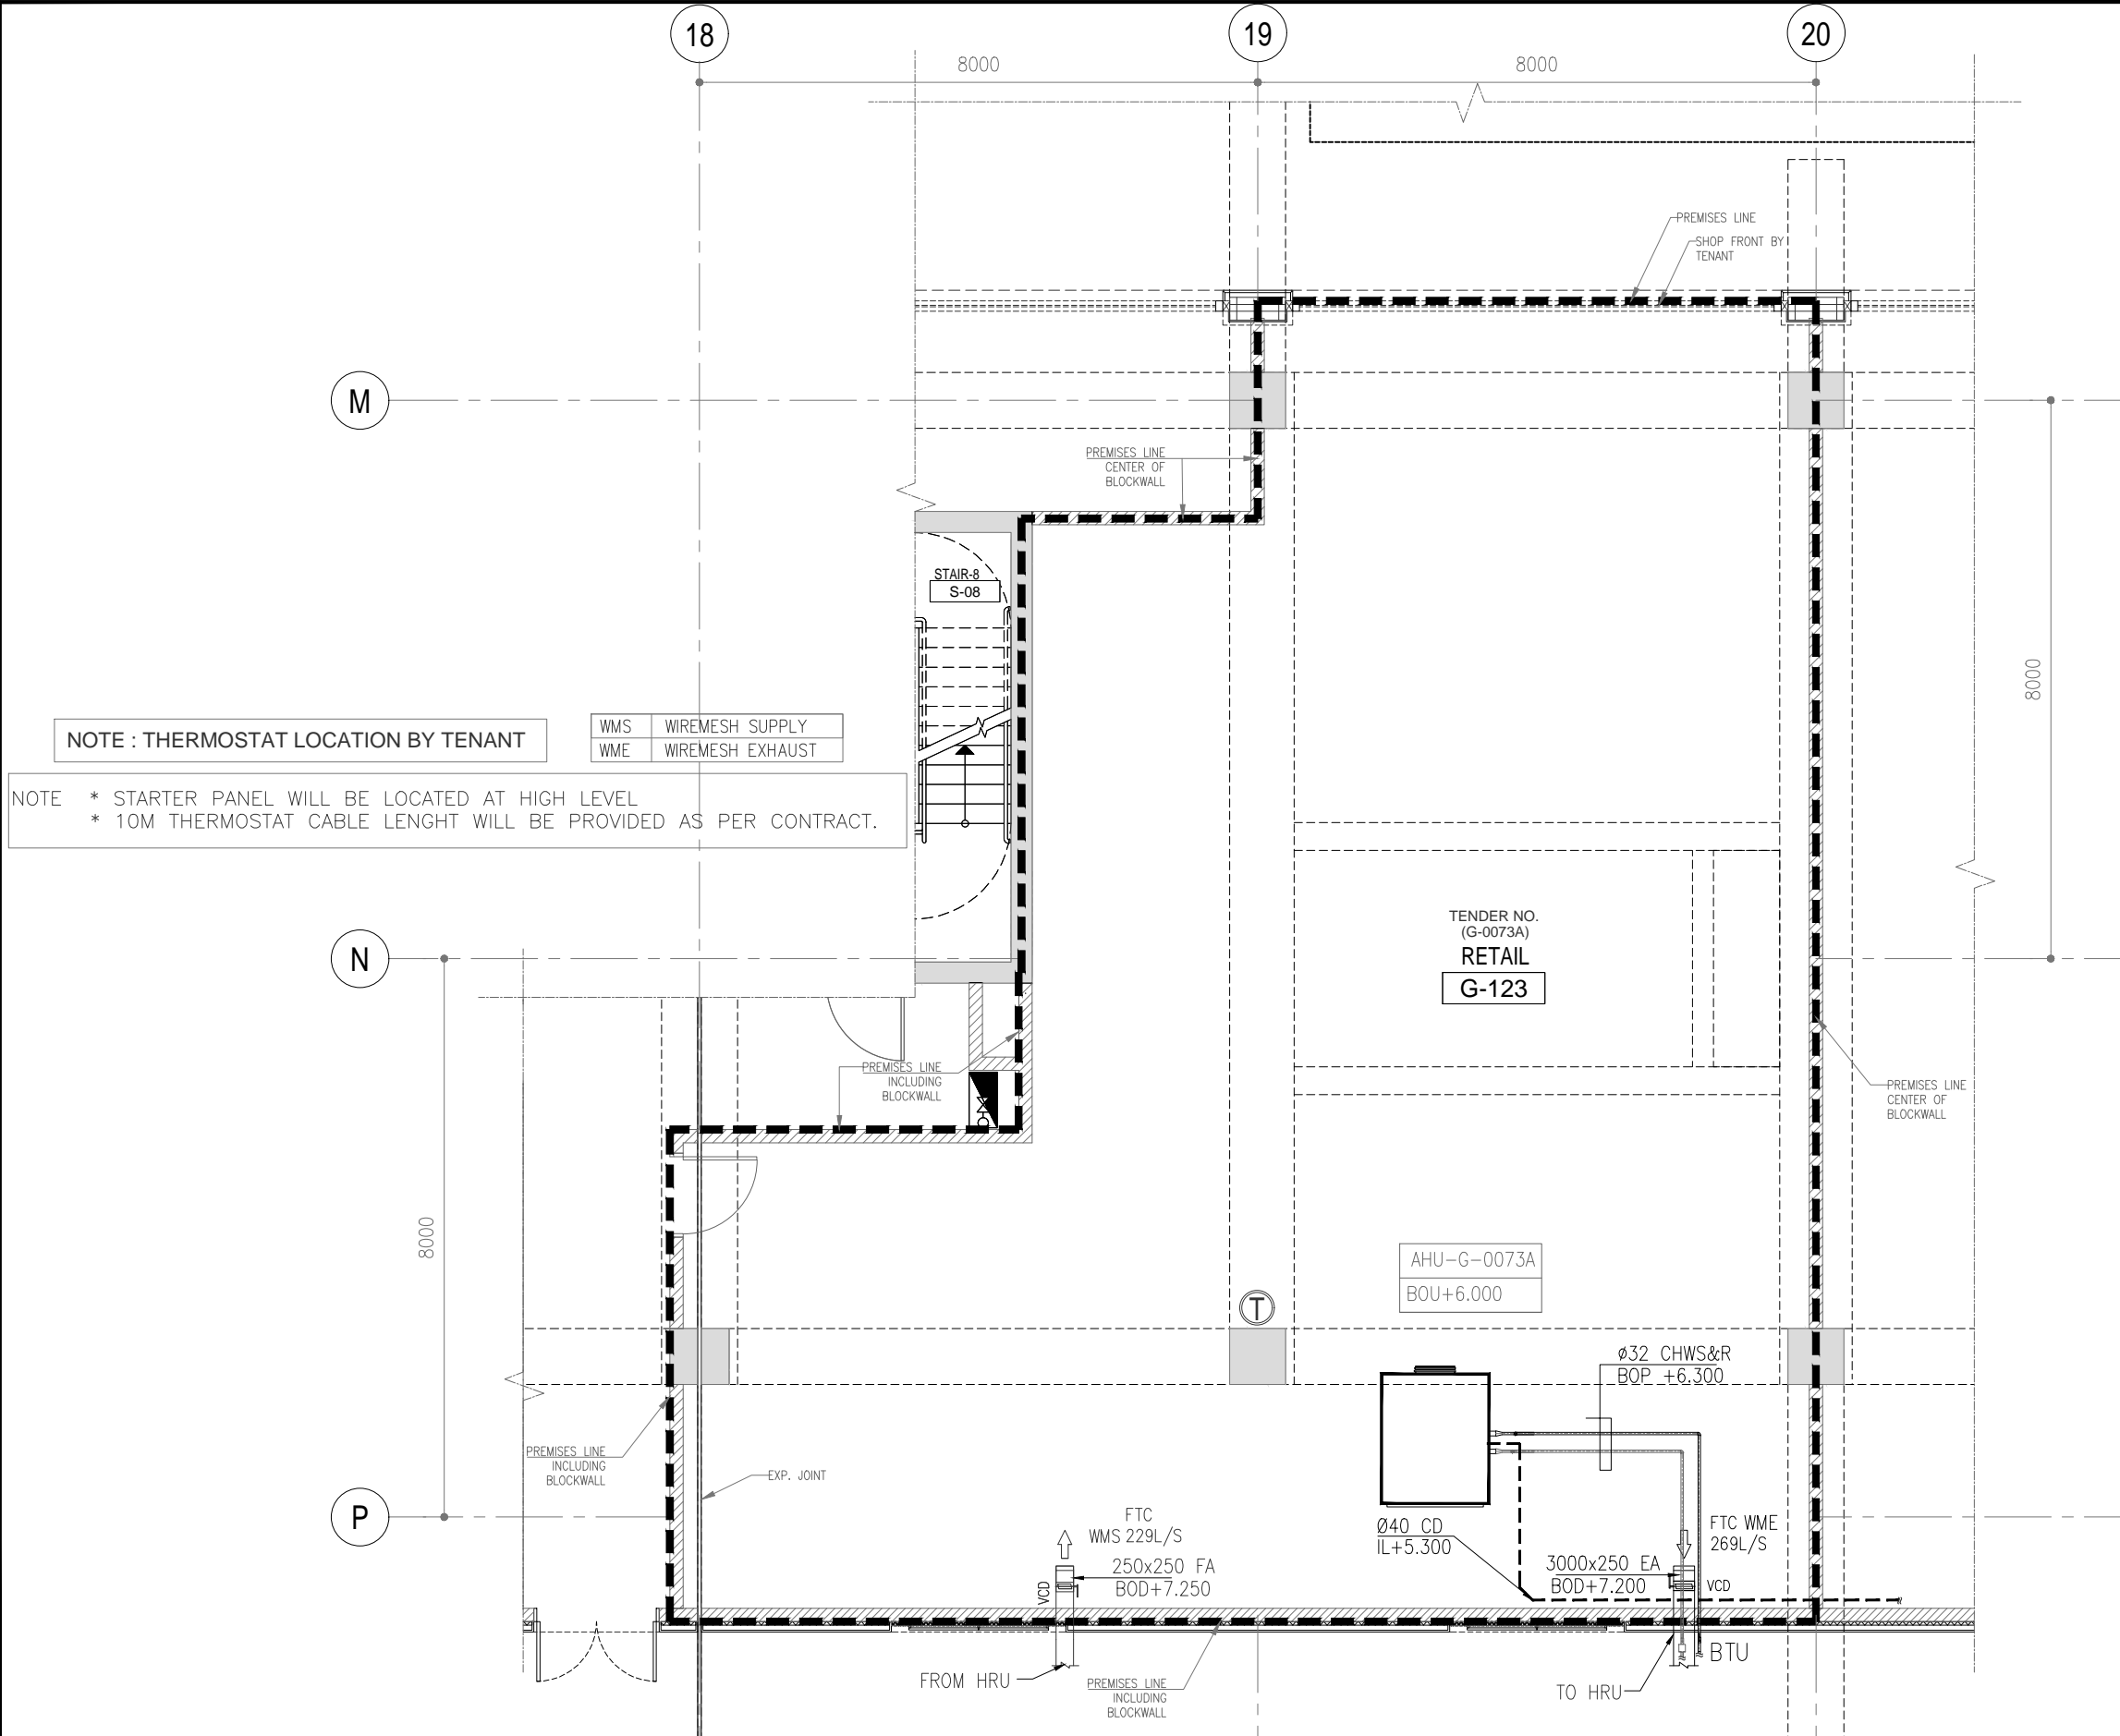 18
19
20
8000
8000
PREMISES LINE
SHOP FRONT BY
TENANT
M
PREMISES LINE
CENTER OF
BLOCKWALL
STAIR-8
S-08
8000
NOTE : THERMOSTAT LOCATION BY TENANT
WMS WIREMESH SUPPLY
WME WIREMESH EXHAUST
NOTE * STARTER PANEL WILL BE LOCATED AT HIGH LEVEL
* 10M THERMOSTAT CABLE LENGHT WILL BE PROVIDED AS PER CONTRACT.
TENDER NO.
(G-0073A)
RETAIL
G-123
N
PREMISES LINE
INCLUDING
BLOCKWALL
PREMISES LINE
CENTER OF
BLOCKWALL
8000
AHU-G-0073A
BOU+6.000
T
Ø32 CHWS&R
BOP +6.300
PREMISES LINE
INCLUDING
BLOCKWALL
EXP. JOINT
P
FTC
WMS 229L/S
250x250 FA
BOD+7.250
VCD
Ø40 CD
IL+5.300
FTC WME
269L/S
3000x250 EA
BOD+7.200
VCD
FROM HRU
PREMISES LINE
INCLUDING
BLOCKWALL
TO HRU
BTU